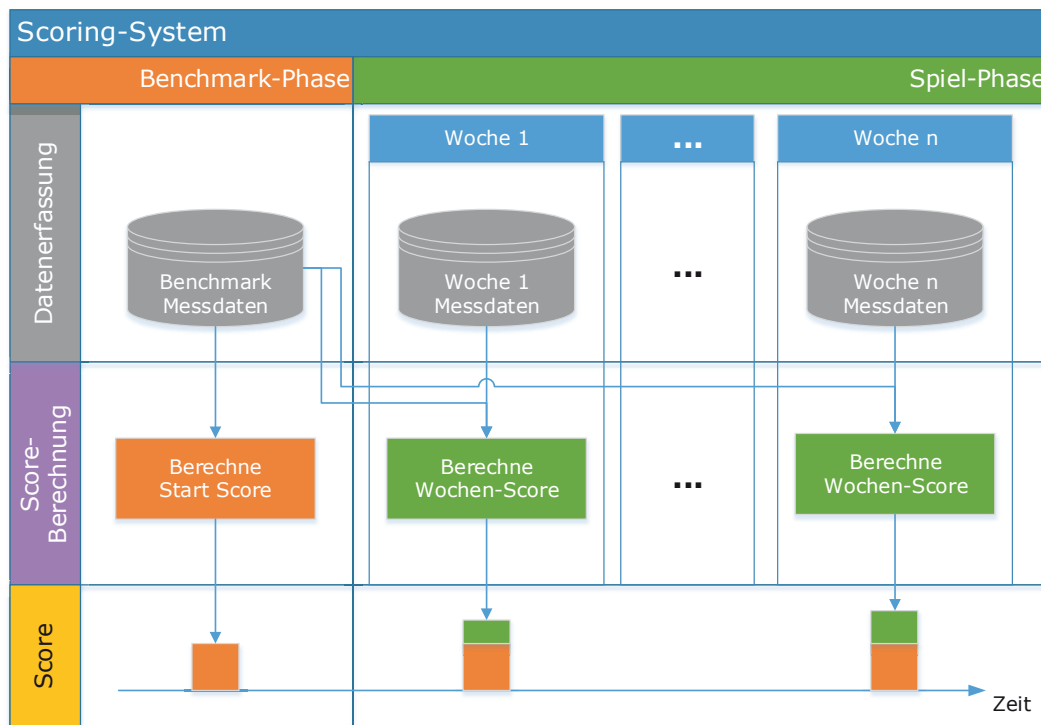 Scoring-System
Benchmark-Phase
Spiel-Phase
Datenerfassung
Woche 1
...
Woche n
Benchmark
Messdaten
Woche 1
Messdaten
...
Woche n
Messdaten
Score-
Berechnung
Berechne
Start Score
Berechne
Wochen-Score
...
Berechne
Wochen-Score
Score
Zeit